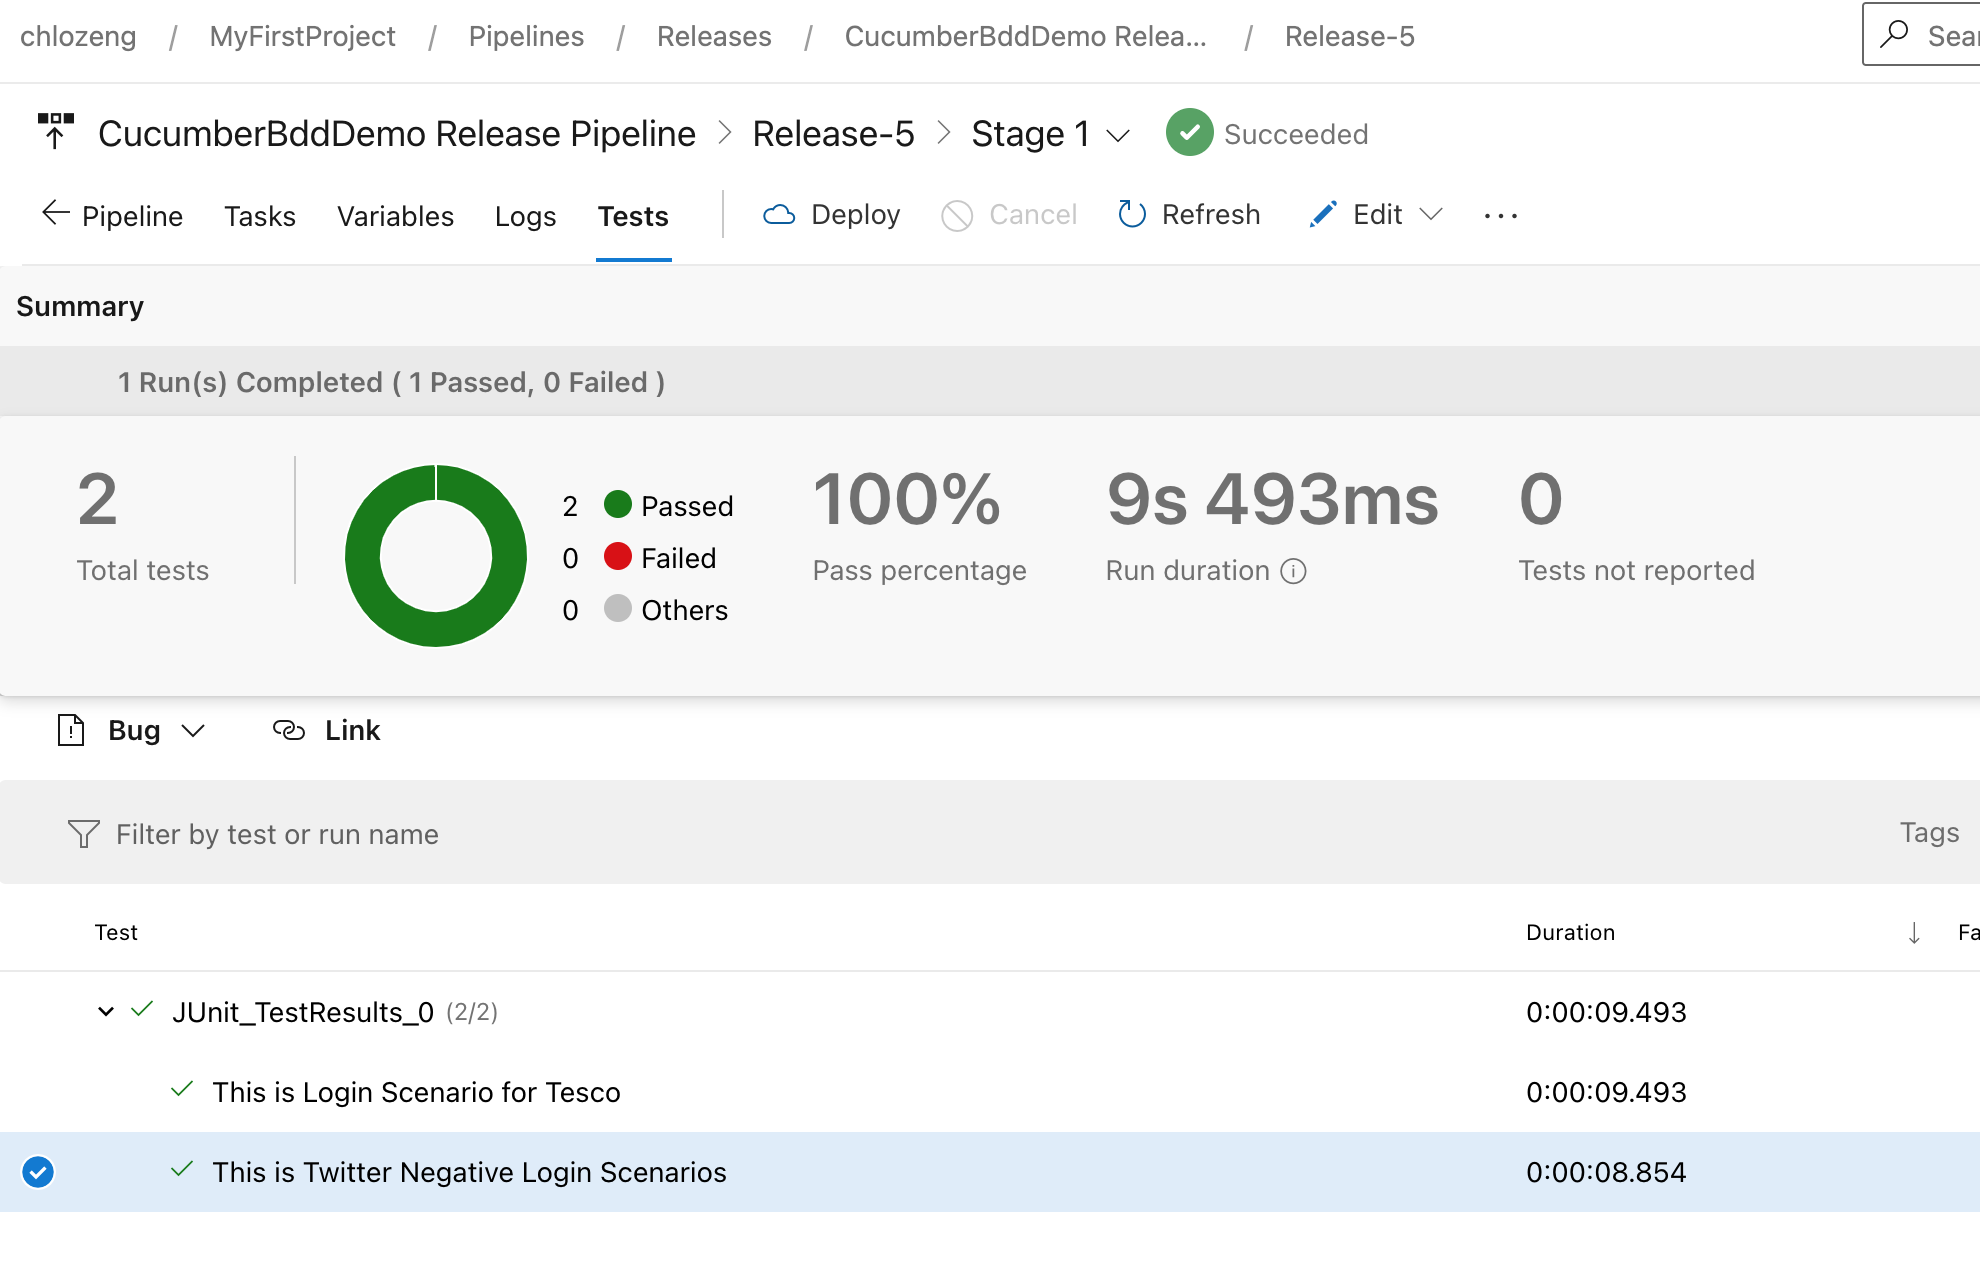 chlozeng / MyFirstProject / Pipelines / Releases / CucumberBddDemo Relea... / Release-5
Sear
CucumberBddDemo Release Pipeline > Release-5 > Stage 1 Succeeded
Pipeline Tasks Variables Logs Tests Deploy Cancel Refresh Edit ...
Summary
1 Run(s) Completed ( 1 Passed, 0 Failed )
2
Total tests
2 Passed
0 Failed
0 Others
100%
Pass percentage
9s 493ms
Run duration
0
Tests not reported
Bug Link
Filter by test or run name Tags
Test Duration Fa
JUnit_TestResults_0 (2/2) 0:00:09.493
This is Login Scenario for Tesco 0:00:09.493
This is Twitter Negative Login Scenarios 0:00:08.854